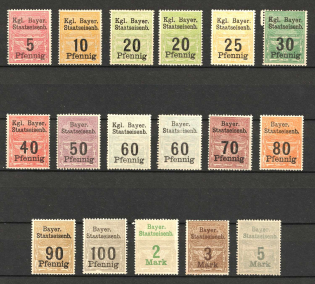 Kgl. Bayer.
Staatseisenb.
5
Pfennig
Kgl. Bayer.
Staatseisenb.
10
Pfennig
Kgl. Bayer.
Staatseisenb.
20
Pfennig
Kgl. Bayer.
Staatseisenb.
20
Pfennig
Kgl. Bayer.
Staatseisenb.
25
Pfennig
Kgl. Bayer.
Staatseisenb.
30
Pfennig
Kgl. Bayer.
Staatseisenb.
40
Pfennig
Bayer.
Staatseisenb.
50
Pfennig
Kgl. Bayer.
Staatseisenb.
60
Pfennig
Bayer.
Staatseisenb.
60
Pfennig
Bayer.
Staatseisenb.
70
Pfennig
Bayer.
Staatseisenb.
80
Pfennig
Bayer.
Staatseisenb.
90
Pfennig
Bayer.
Staatseisenb.
100
Pfennig
Bayer.
Staatseisenb.
2
Mark
Bayer.
Staatseisenb.
3
Mark
Bayer.
Staatseisenb.
5
Mark